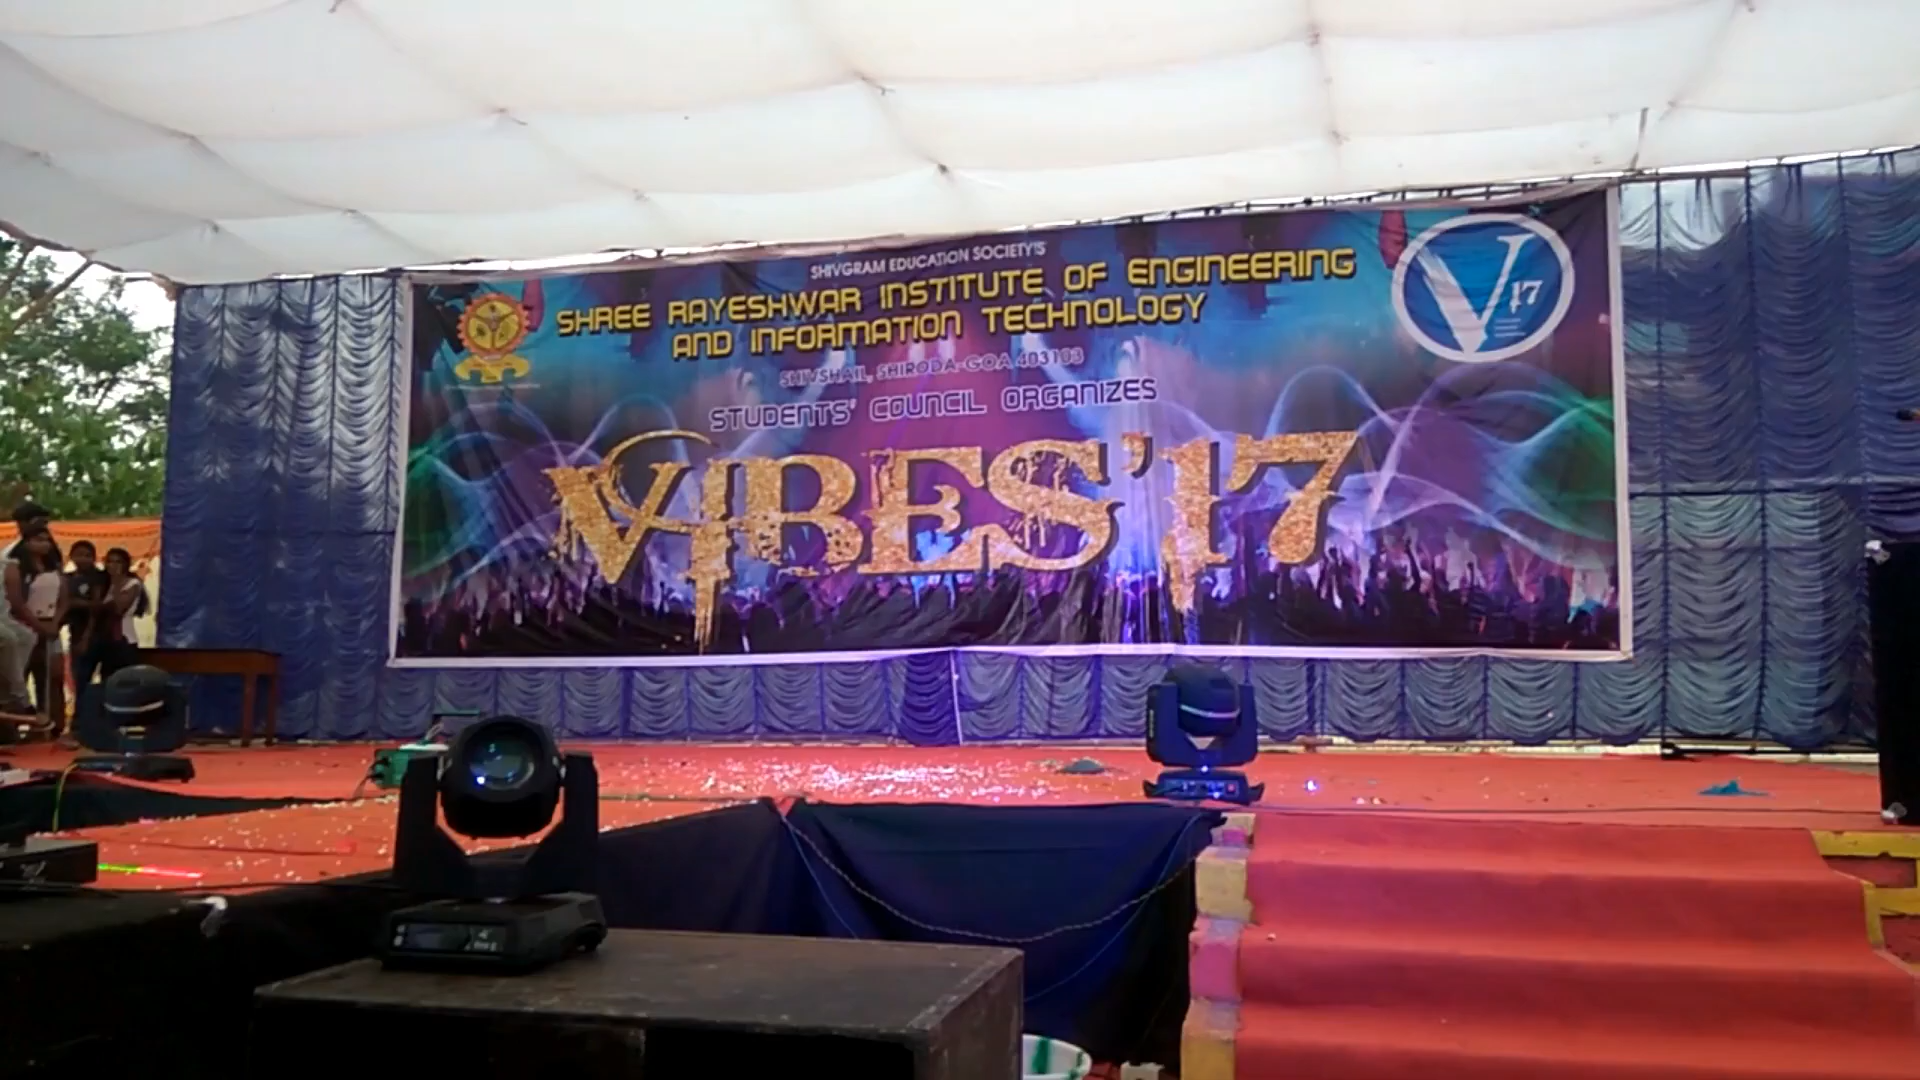 SHIVGRAM EDUCATION SOCIETY'S
SHREE RAYESHWAR INSTITUTE OF ENGINEERING
AND INFORMATION TECHNOLOGY
SHIVSHAIL, SHIRODA-GOA 403103
STUDENTS' COUNCIL ORGANIZES
VIBES'17
V 17